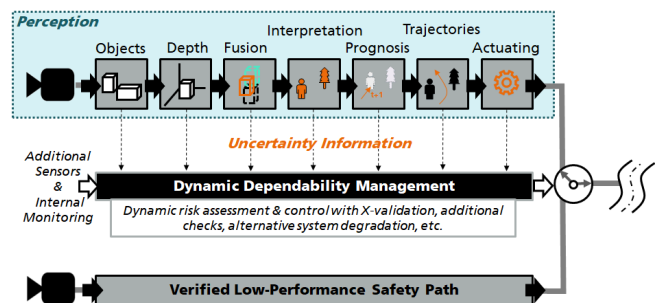 Perception
Objects
Depth
Fusion
Interpretation
Prognosis
Trajectories
Actuating
t+1
Uncertainty Information
Additional
Sensors
&
Internal
Monitoring
Dynamic Dependability Management
Dynamic risk assessment & control with X-validation, additional
checks, alternative system degradation, etc.
Verified Low-Performance Safety Path